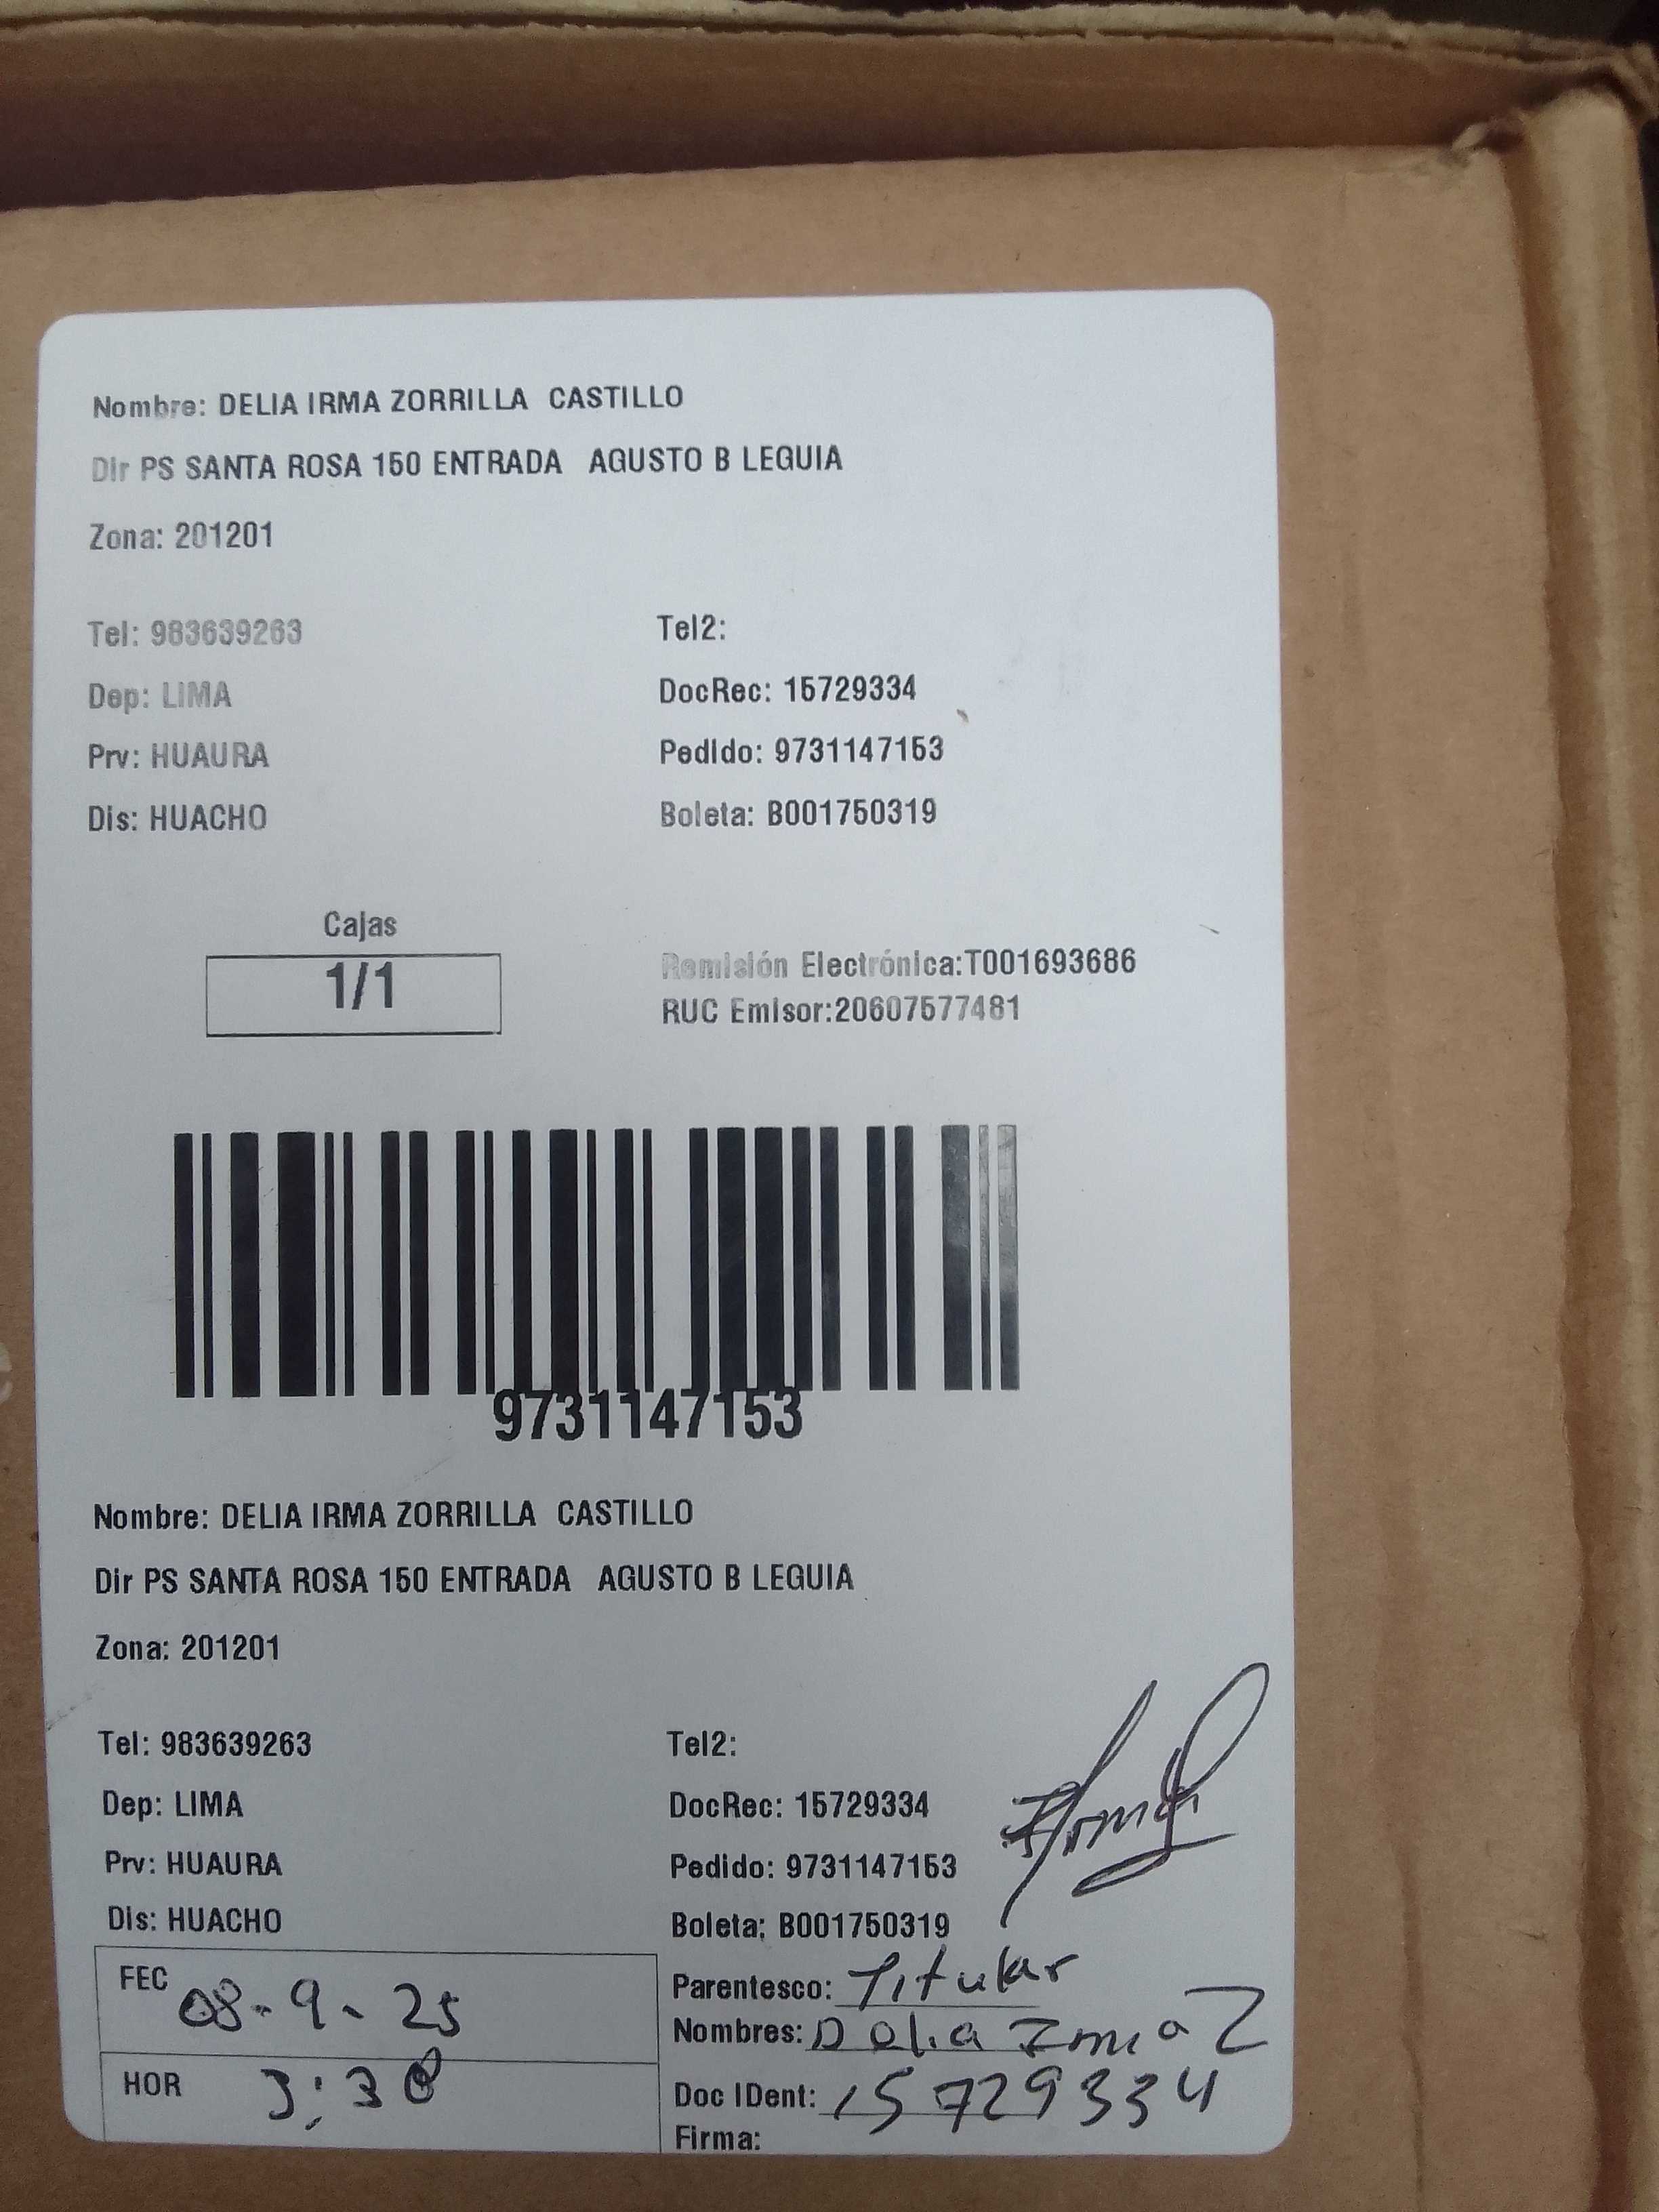 Nombre: DELIA IRMA ZORRILLA CASTILLO
Dir PS SANTA ROSA 150 ENTRADA AGUSTO B LEGUIA
Zona: 201201
Tel: 983639263 Tel2:
Dep: LIMA DocRec: 15729334
Prv: HUAURA Pedido: 9731147153
Dis: HUACHO Boleta: B001750319
Cajas
1/1
Remisión Electrónica:T001693686
RUC Emisor:20607577481
9731147153
Nombre: DELIA IRMA ZORRILLA CASTILLO
Dir PS SANTA ROSA 150 ENTRADA AGUSTO B LEGUIA
Zona: 201201
Tel: 983639263 Tel2:
Dep: LIMA DocRec: 15729334
Prv: HUAURA Pedido: 9731147153
Dis: HUACHO Boleta: B001750319
FEC 08-9-25 Parentesco: Titular
Nombres: Delia Irma Z
HOR 3:38 Doc IDent: 15729334
Firma: